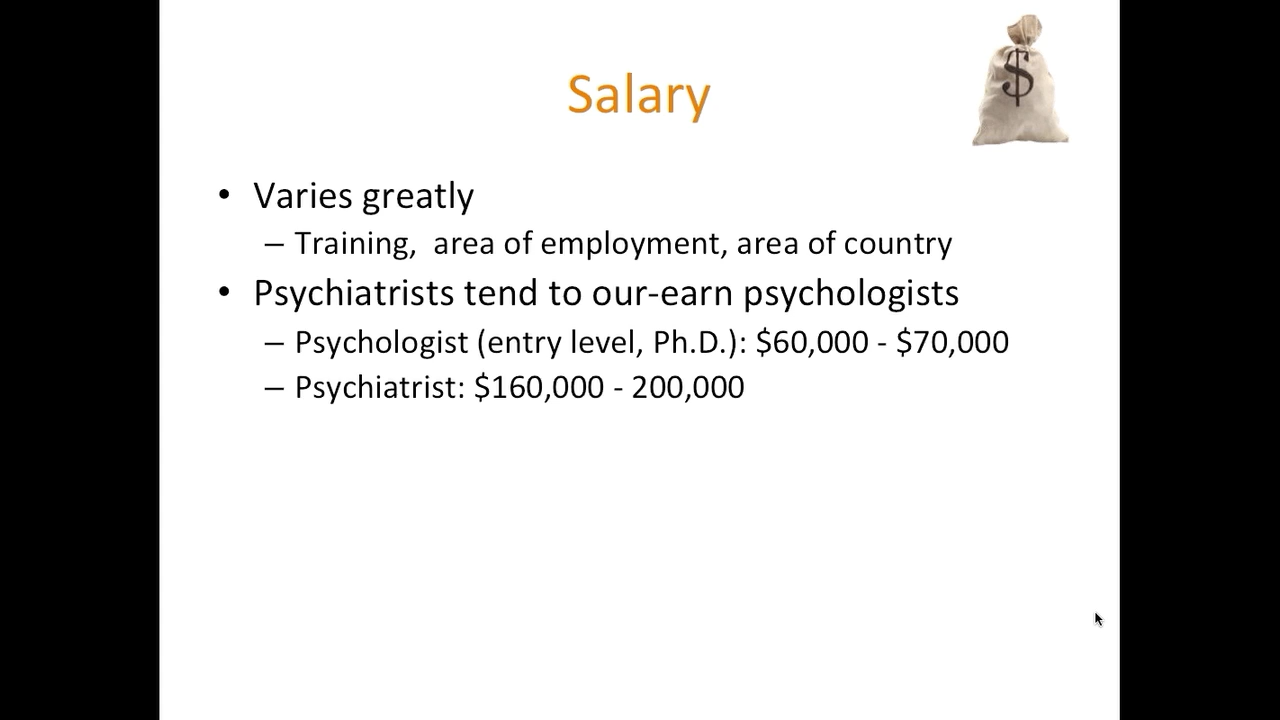 $
Salary
• Varies greatly
– Training,  area of employment, area of country
• Psychiatrists tend to our-earn psychologists
– Psychologist (entry level, Ph.D.): $60,000 - $70,000
– Psychiatrist: $160,000 - 200,000